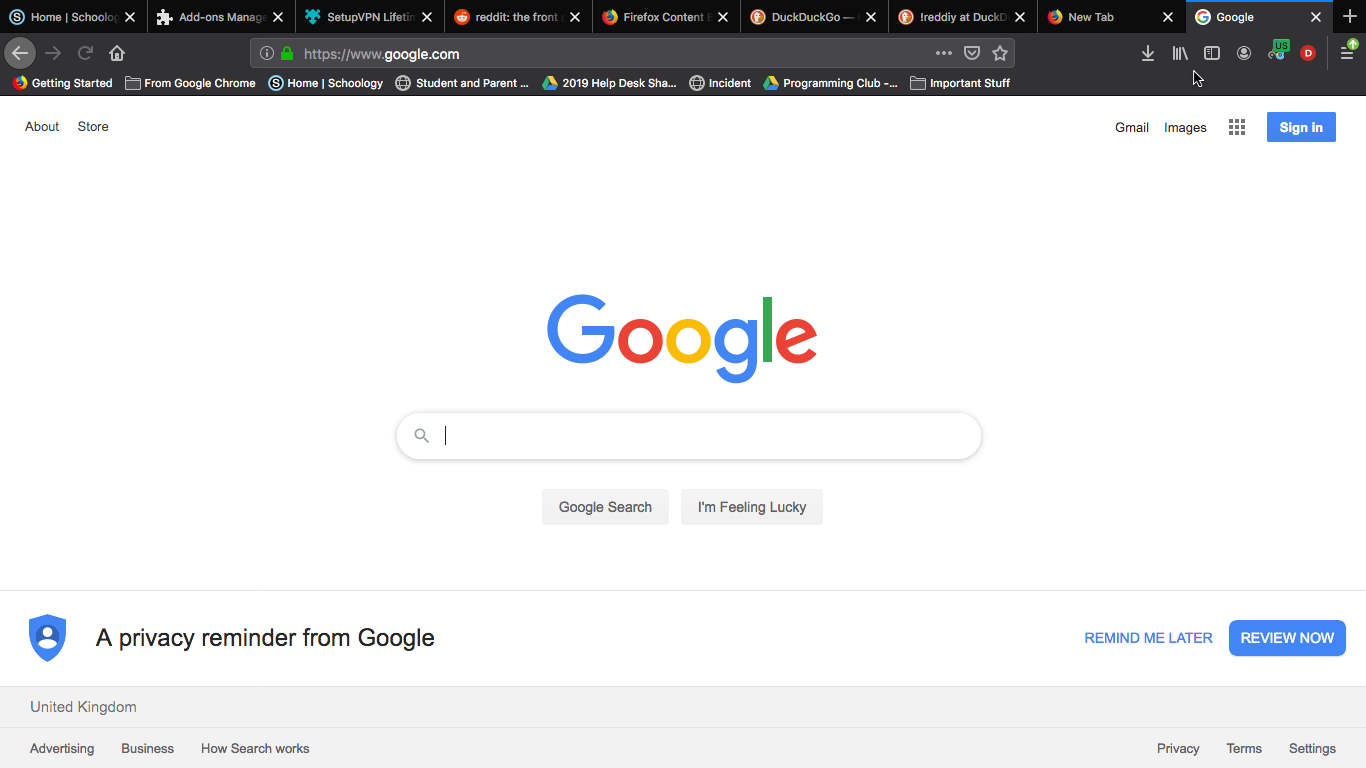 Home | Schoolog
Add-ons Manage
SetupVPN Lifetim
reddit: the front p
Firefox Content B
DuckDuckGo —
!reddiy at DuckD
New Tab
Google
https://www.google.com
US
D
Getting Started
From Google Chrome
Home | Schoology
Student and Parent ...
2019 Help Desk Sha...
Incident
Programming Club -...
Important Stuff
About Store
Gmail Images Sign in
Google
Google Search I'm Feeling Lucky
A privacy reminder from Google
REMIND ME LATER REVIEW NOW
United Kingdom
Advertising Business How Search works
Privacy Terms Settings